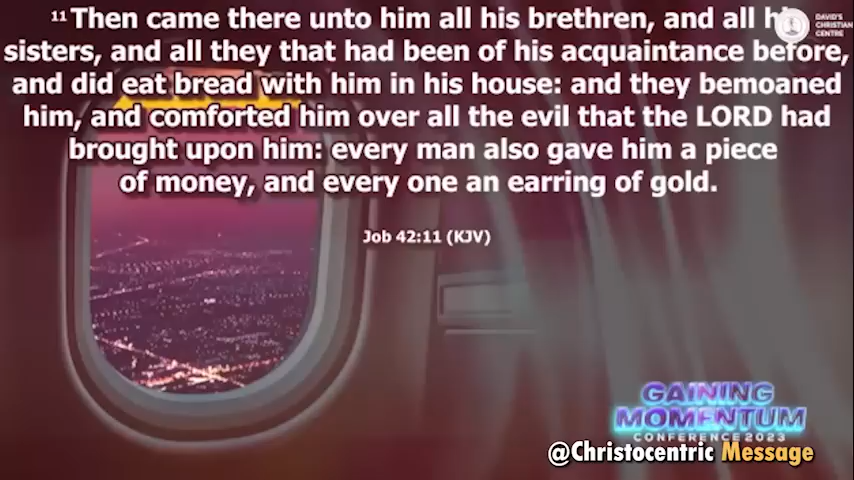 11 Then came there unto him all his brethren, and all his
sisters, and all they that had been of his acquaintance before,
and did eat bread with him in his house: and they bemoaned
him, and comforted him over all the evil that the LORD had
brought upon him: every man also gave him a piece
of money, and every one an earring of gold.
Job 42:11 (KJV)
DAVID'S
CHRISTIAN
CENTRE
GAINING
MOMENTUM
CONFERENCE 2023
@Christocentric Message